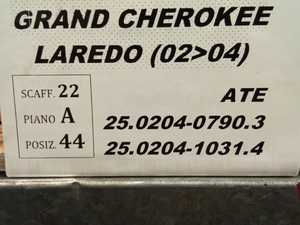 GRAND CHEROKEE
LAREDO (02>04)
SCAFF. 22
PIANO A
POSIZ. 44
ATE
25.0204-0790.3
25.0204-1031.4